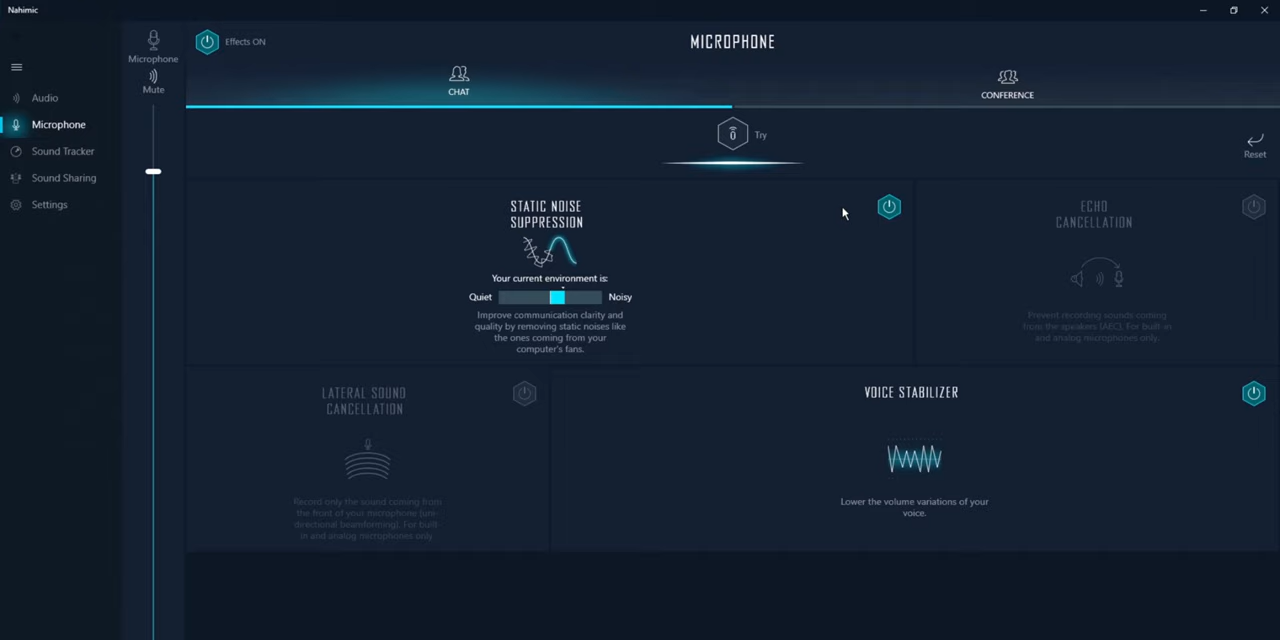 Nahimic
Audio
Microphone
Sound Tracker
Sound Sharing
Settings
Microphone
Mute
Effects ON
MICROPHONE
CHAT
CONFERENCE
Try
Reset
STATIC NOISE
SUPPRESSION
Your current environment is:
Quiet
Noisy
Improve communication clarity and
quality by removing static noises like
the ones coming from your
computer's fans.
ECHO
CANCELLATION
Prevent recording sounds coming
from the speakers (AEC). For built-in
and analog microphones only.
LATERAL SOUND
CANCELLATION
Record only the sound coming from
the front of your microphone (uni-
directional beamforming). For built-
in and analog microphones only
VOICE STABILIZER
Lower the volume variations of your
voice.